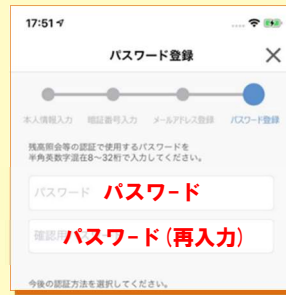 17:51
パスワード登録
本人情報入力 暗証番号入力 メールアドレス登録 パスワード登録
残高照会等の認証で使用するパスワードを
半角英数字混在8~32桁で入力してください。
パスワード パスワード
確認用 パスワード(再入力)
今後の認証方法を選択してください。